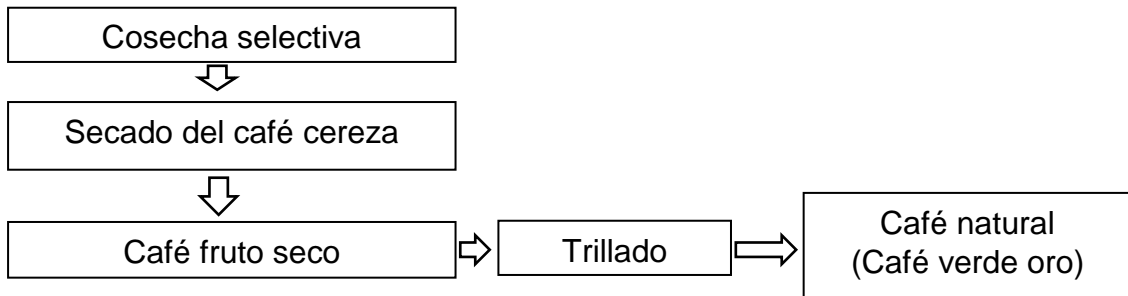 Cosecha selectiva
Secado del café cereza
Café fruto seco
Trillado
Café natural
(Café verde oro)